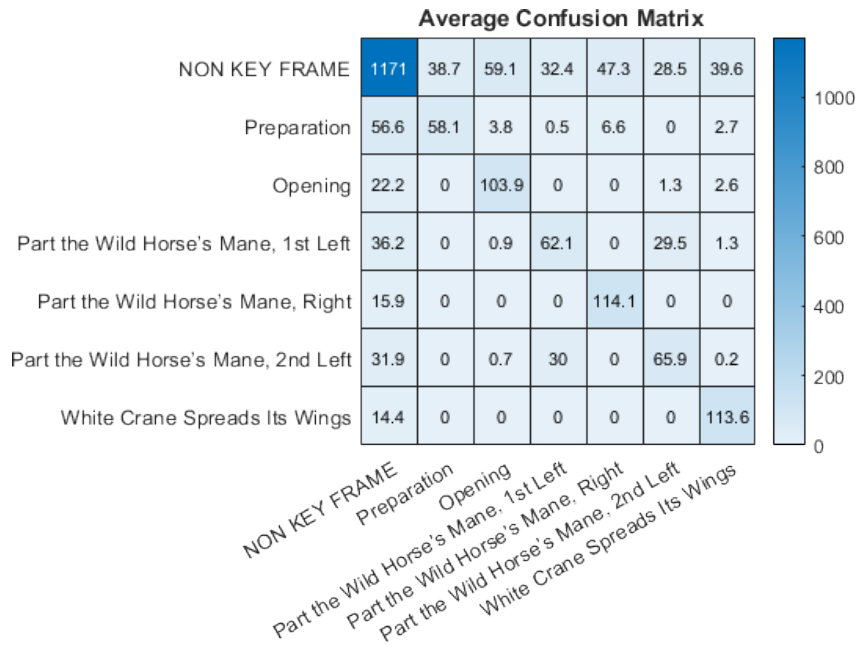 Average Confusion Matrix
NON KEY FRAME 1171 38.7 59.1 32.4 47.3 28.5 39.6
Preparation 56.6 58.1 3.8 0.5 6.6 0 2.7
Opening 22.2 0 103.9 0 0 1.3 2.6
Part the Wild Horse's Mane, 1st Left 36.2 0 0.9 62.1 0 29.5 1.3
Part the Wild Horse's Mane, Right 15.9 0 0 0 114.1 0 0
Part the Wild Horse's Mane, 2nd Left 31.9 0 0.7 30 0 65.9 0.2
White Crane Spreads Its Wings 14.4 0 0 0 0 0 113.6
1000
800
600
400
200
0
NON KEY FRAME
Preparation
Opening
Part the Wild Horse's Mane, 1st Left
Part the Wild Horse's Mane, Right
Part the Wild Horse's Mane, 2nd Left
White Crane Spreads Its Wings